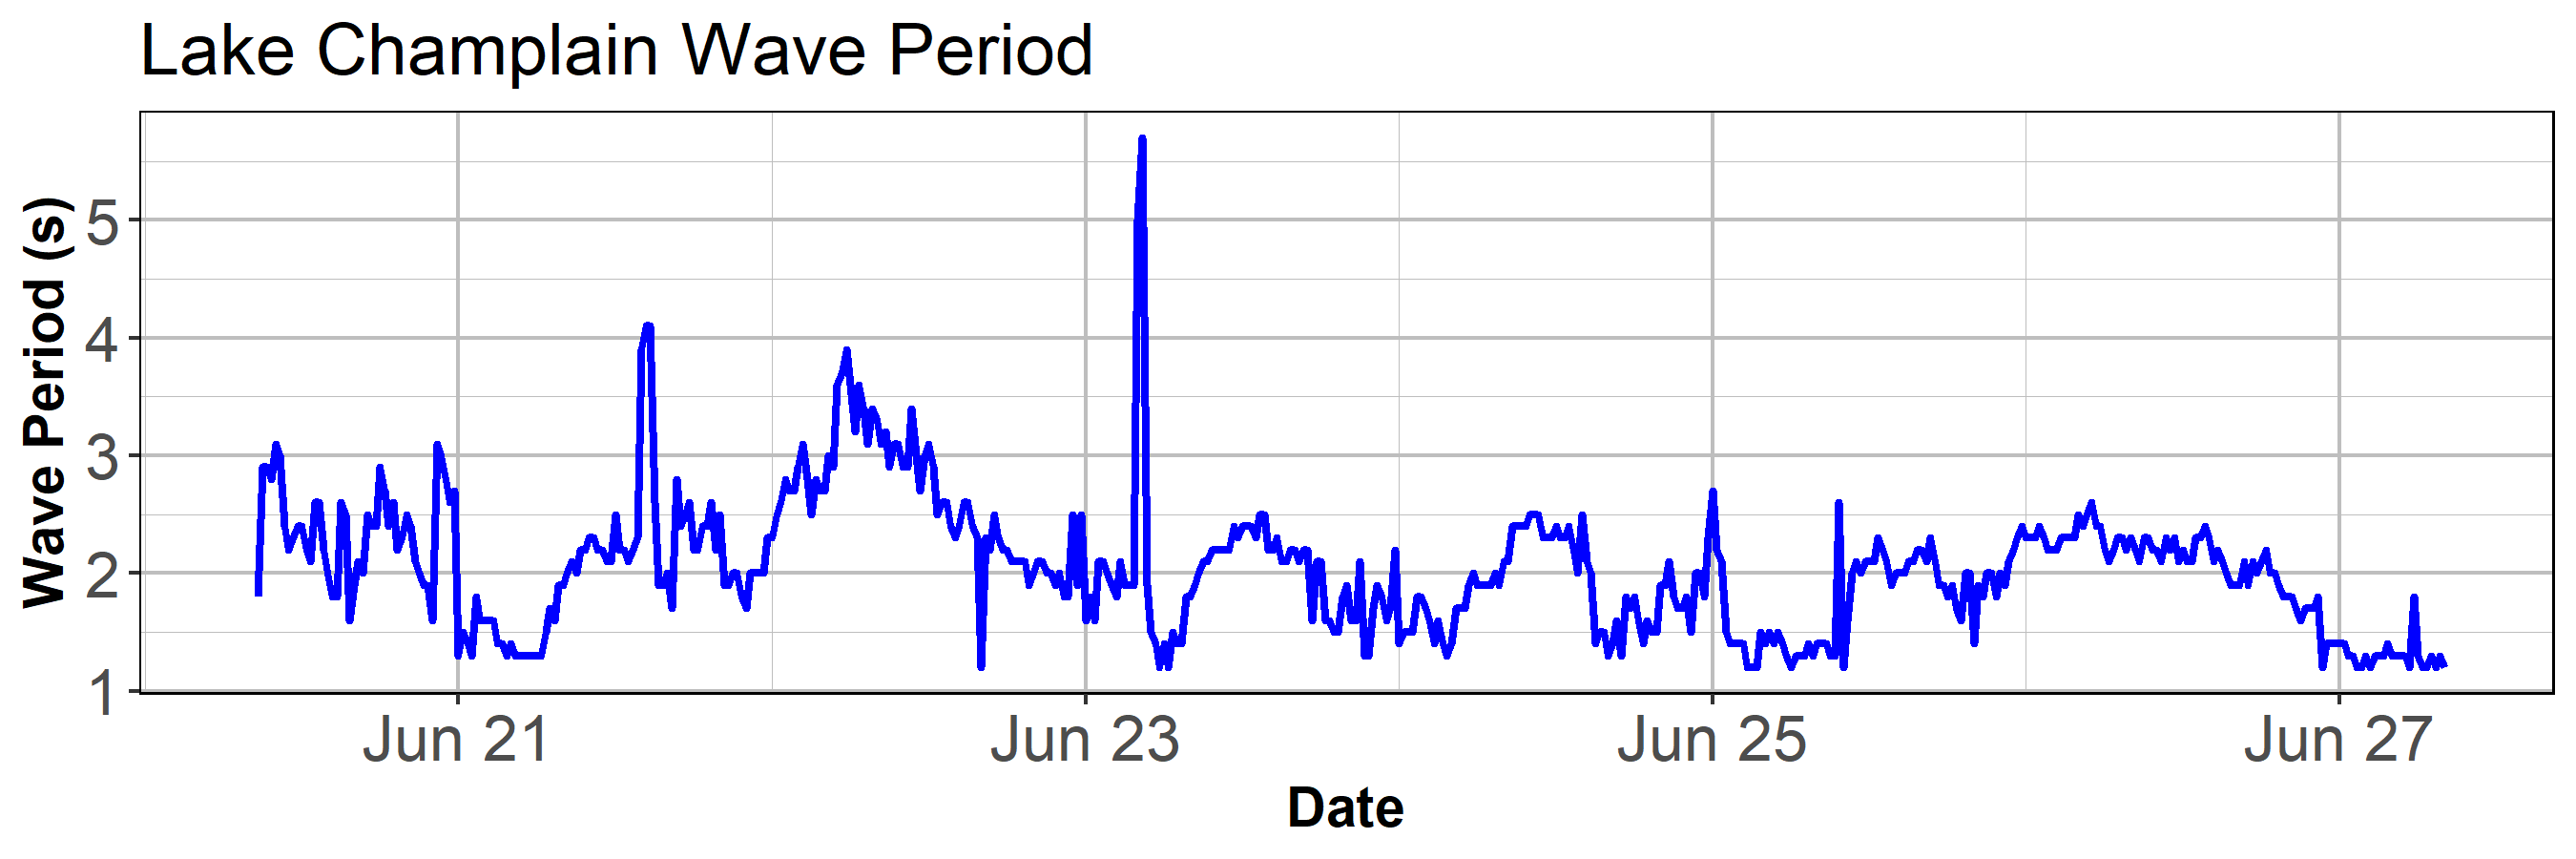 Lake Champlain Wave Period
Wave Period (s)
5
4
3
2
1
Jun 21
Jun 23
Jun 25
Jun 27
Date